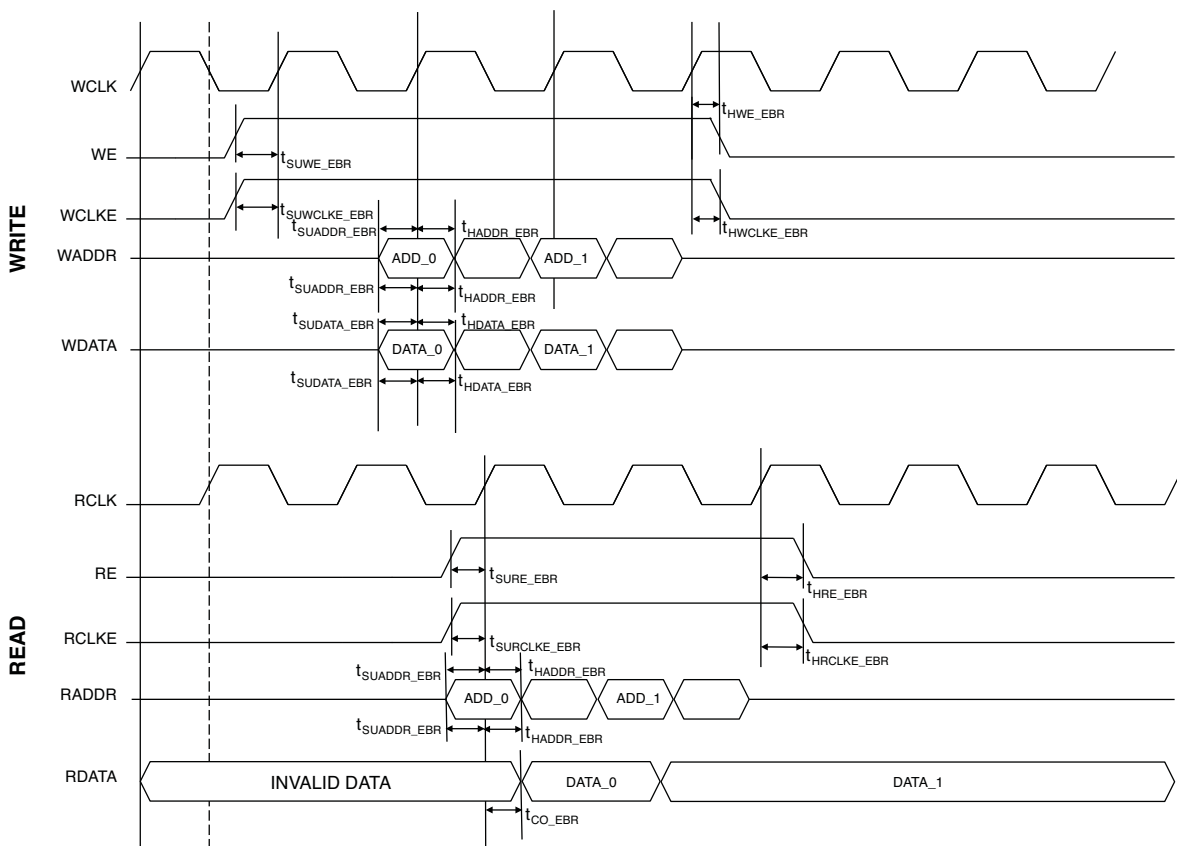 WRITE
WCLK
tHWE_EBR
WE
tSUWE_EBR
WCLKE
tSUWCLKE_EBR
tHWCLKE_EBR
tSUADDR_EBR
tHADDR_EBR
WADDR
ADD_0
ADD_1
tSUADDR_EBR
tHADDR_EBR
tSUDATA_EBR
tHDATA_EBR
WDATA
DATA_0
DATA_1
tSUDATA_EBR
tHDATA_EBR
READ
RCLK
RE
tSURE_EBR
tHRE_EBR
RCLKE
tSURCLKE_EBR
tHRCLKE_EBR
tSUADDR_EBR
tHADDR_EBR
RADDR
ADD_0
ADD_1
tSUADDR_EBR
tHADDR_EBR
RDATA
INVALID DATA
DATA_0
DATA_1
tCO_EBR